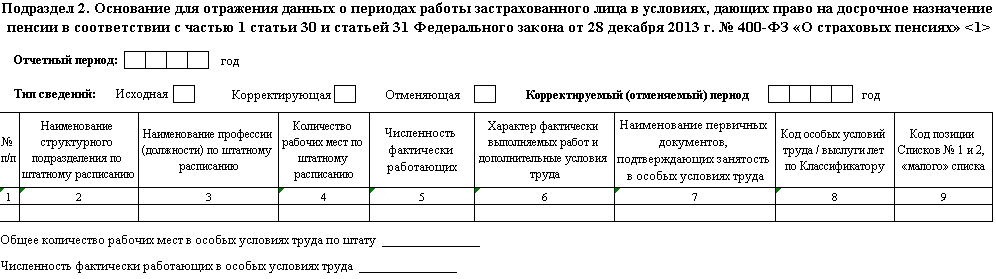 Подраздел 2. Основание для отражения данных о периодах работы застрахованного лица в условиях, дающих право на досрочное назначение
пенсии в соответствии с частью 1 статьи 30 и статьей 31 Федерального закона от 28 декабря 2013 г. № 400-ФЗ «О страховых пенсиях» <1>
Отчетный период: год
Тип сведений: Исходная Корректирующая Отменяющая Корректируемый (отменяемый) период год
№
п/п
Наименование
структурного
подразделения по
штатному расписанию
Наименование профессии
(должности) по штатному
расписанию
Количество
рабочих мест по
штатному
расписанию
Численность
фактически
работающих
Характер фактически
выполняемых работ и
дополнительные условия
труда
Наименование первичных
документов,
подтверждающих занятость
в особых условиях труда
Код особых условий
труда / выслуги лет
по Классификатору
Код позиции
Списков № 1 и 2,
«малого» списка
1 2 3 4 5 6 7 8 9
Общее количество рабочих мест в особых условиях труда по штату _______________
Численность фактически работающих в особых условиях труда _______________